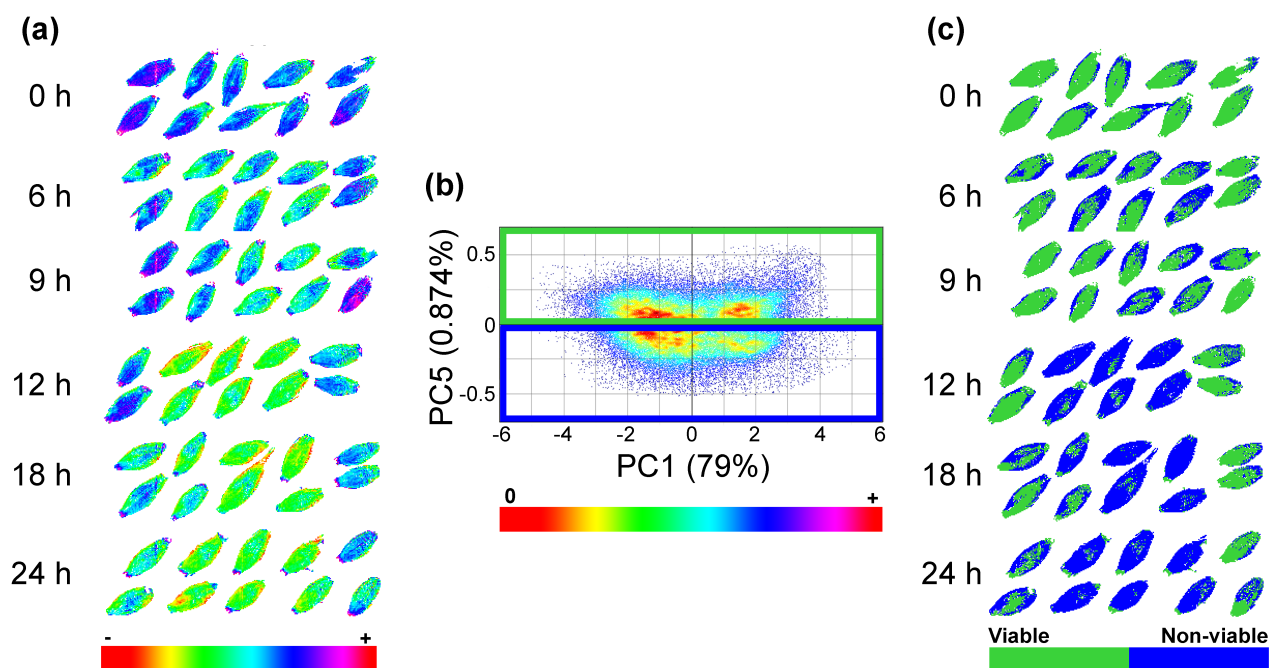 (a)
0 h
6 h
9 h
12 h
18 h
24 h
- +
(b)
PC5 (0.874%)
0.5
0
-0.5
-6 -4 -2 0 2 4 6
PC1 (79%)
0 +
(c)
0 h
6 h
9 h
12 h
18 h
24 h
Viable Non-viable